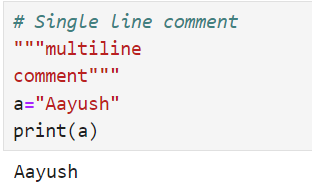 # Single line comment
"""multiline
comment"""
a="Aayush"
print(a)
Aayush